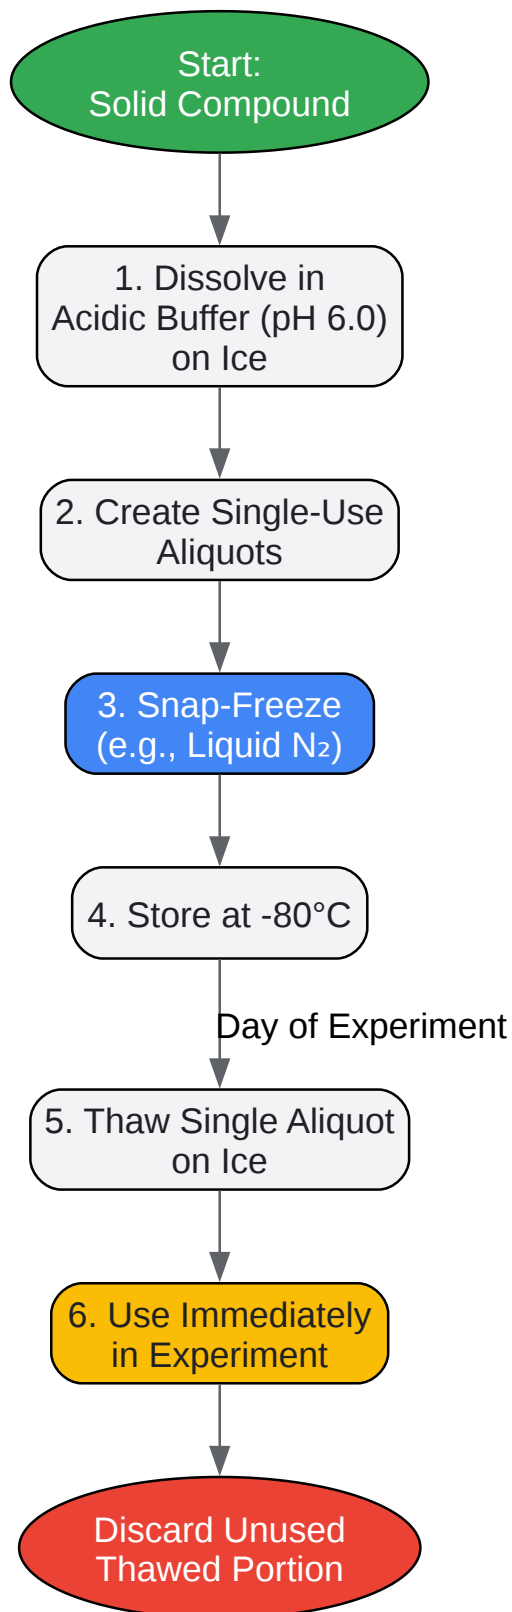 Start:
Solid Compound
1. Dissolve in
Acidic Buffer (pH 6.0)
on Ice
2. Create Single-Use
Aliquots
3. Snap-Freeze
(e.g., Liquid N₂)
4. Store at -80°C
Day of Experiment
5. Thaw Single Aliquot
on Ice
6. Use Immediately
in Experiment
Discard Unused
Thawed Portion